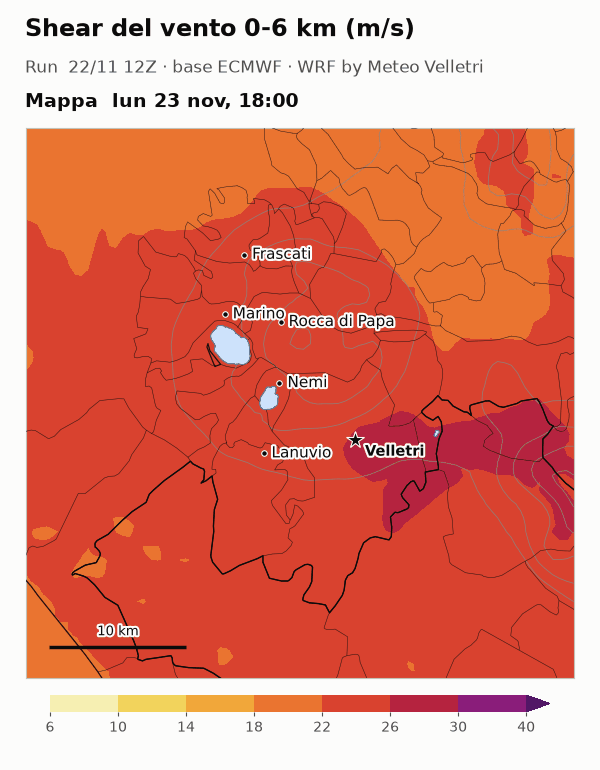 Shear del vento 0-6 km (m/s)
Run  22/11 12Z · base ECMWF · WRF by Meteo Velletri
Mappa  lun 23 nov, 18:00
Frascati
Marino
Rocca di Papa
Nemi
Velletri
Lanuvio
10 km
6 10 14 18 22 26 30 40